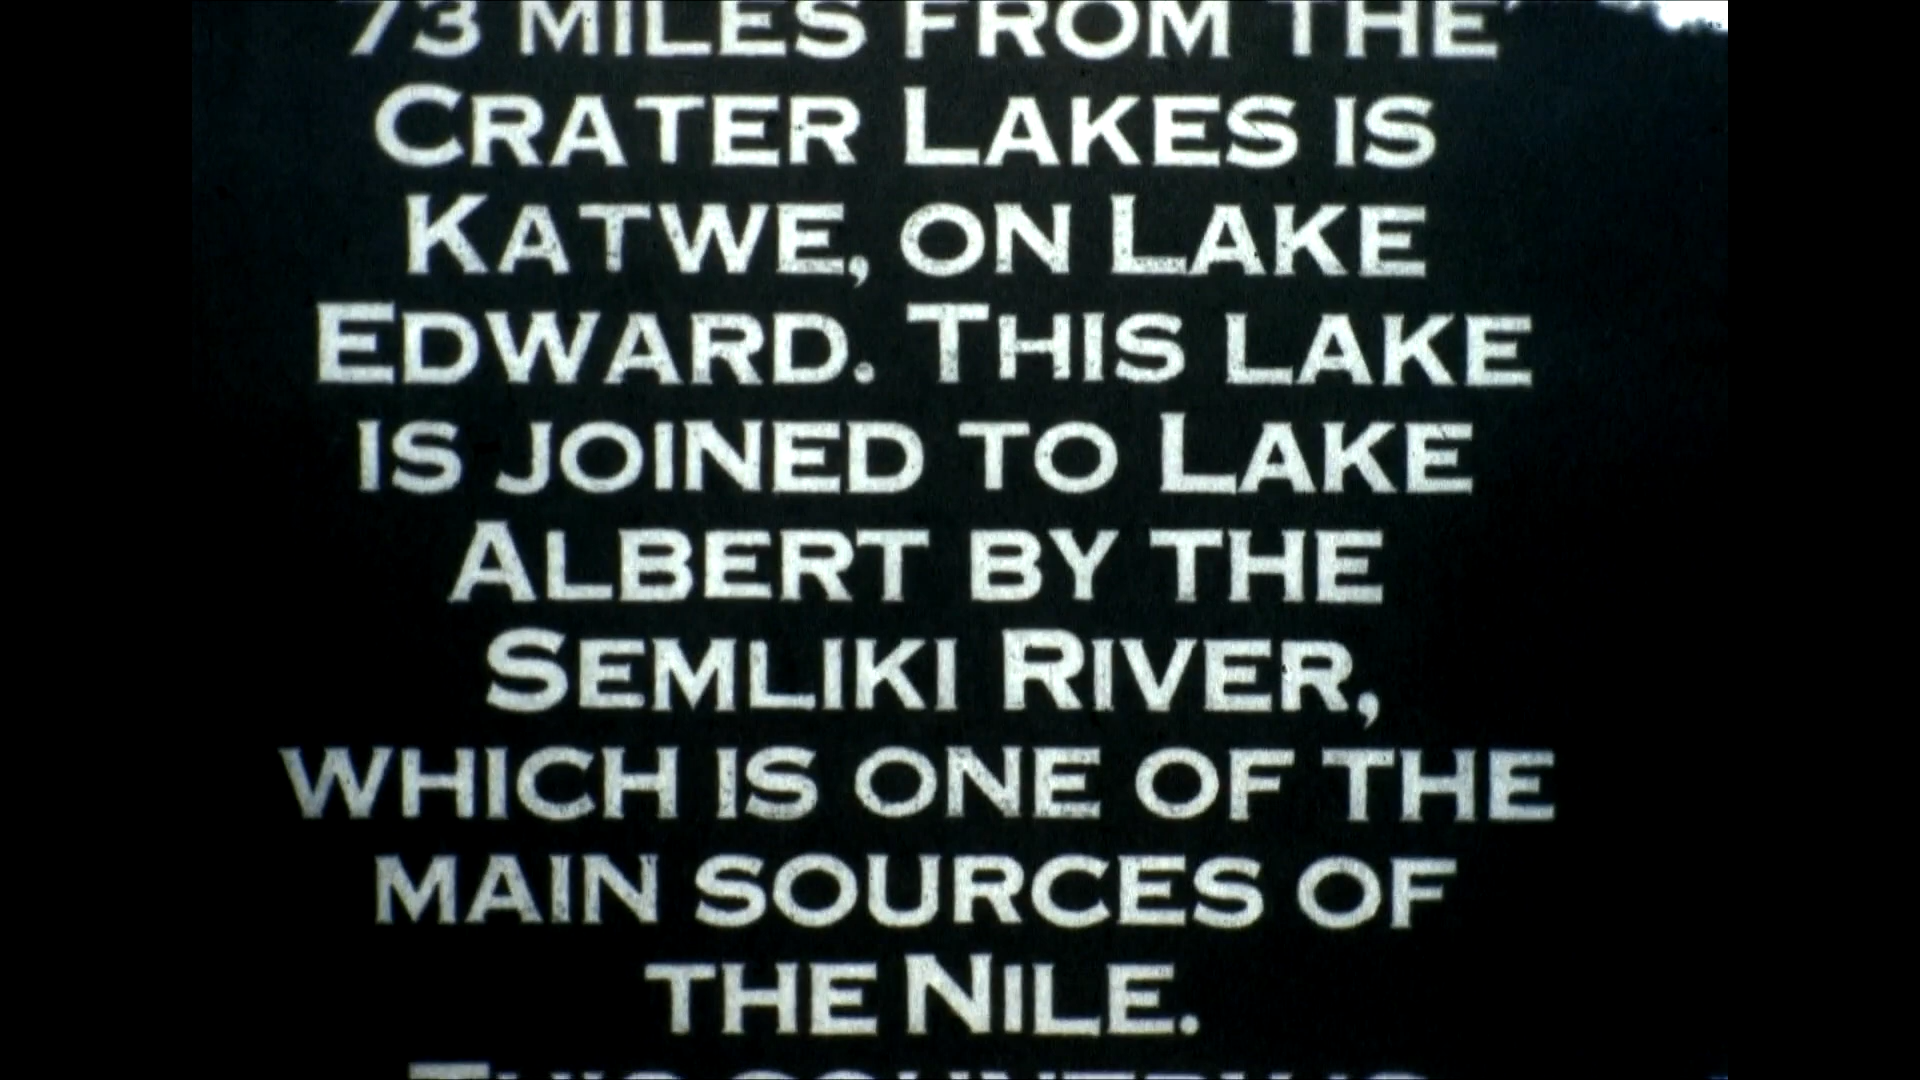 73 MILES FROM THE
CRATER LAKES IS
KATWE, ON LAKE
EDWARD. THIS LAKE
IS JOINED TO LAKE
ALBERT BY THE
SEMLIKI RIVER,
WHICH IS ONE OF THE
MAIN SOURCES OF
THE NILE.